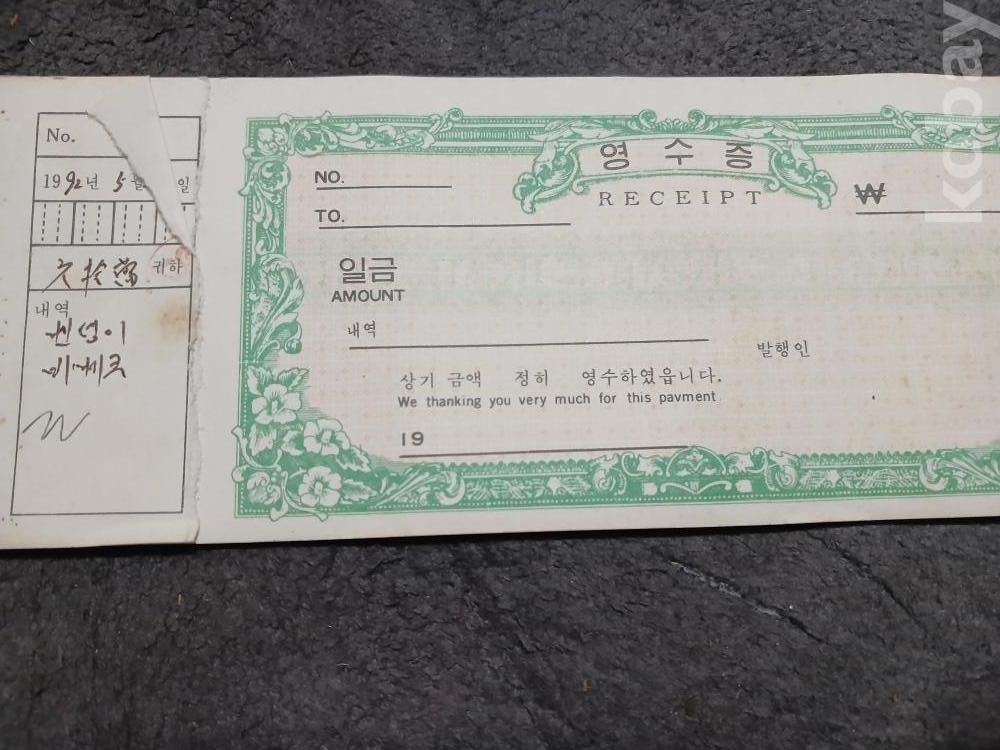 No.
1992년 5월 일
귀하
내역
영수증
RECEIPT
NO.
TO.
₩
일금
AMOUNT
내역
발행인
상기 금액 정히 영수하였읍니다.
We thanking you very much for this pavment
19
kobay